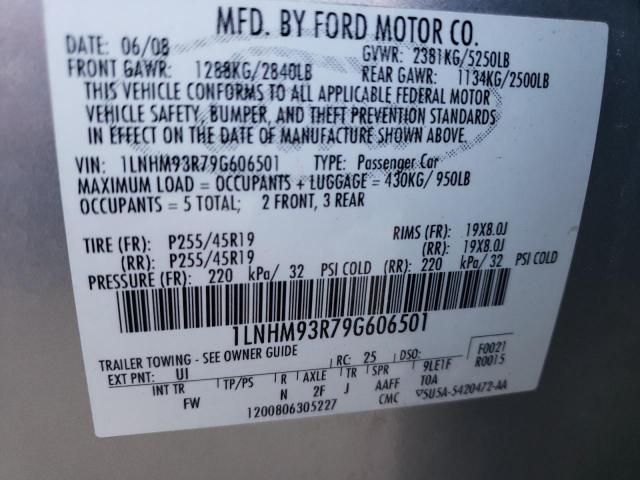 MFD. BY FORD MOTOR CO.
DATE: 06/08 GVWR: 2381KG/5250LB
FRONT GAWR: 1288KG/2840LB REAR GAWR: 1134KG/2500LB
THIS VEHICLE CONFORMS TO ALL APPLICABLE FEDERAL MOTOR
VEHICLE SAFETY, BUMPER, AND THEFT PREVENTION STANDARDS
IN EFFECT ON THE DATE OF MANUFACTURE SHOWN ABOVE.
VIN: 1LNHM93R79G606501 TYPE: Passenger Car
MAXIMUM LOAD = OCCUPANTS + LUGGAGE = 430KG/ 950LB
OCCUPANTS = 5 TOTAL; 2 FRONT, 3 REAR
TIRE (FR): P255/45R19 RIMS (FR): 19X8.0J
(RR): P255/45R19 (RR): 19X8.0J
PRESSURE (FR): 220 kPa/ 32 PSI COLD (RR): 220 kPa/ 32 PSI COLD
1LNHM93R79G606501
TRAILER TOWING - SEE OWNER GUIDE F0021
EXT PNT: UI RC: 25 DSO: 9LE1F R0015
INT TR TP/PS R AXLE TR SPR TOA
FW N 2F J AAFF
1200806305227 CMC ▽5U5A-5420472-AA